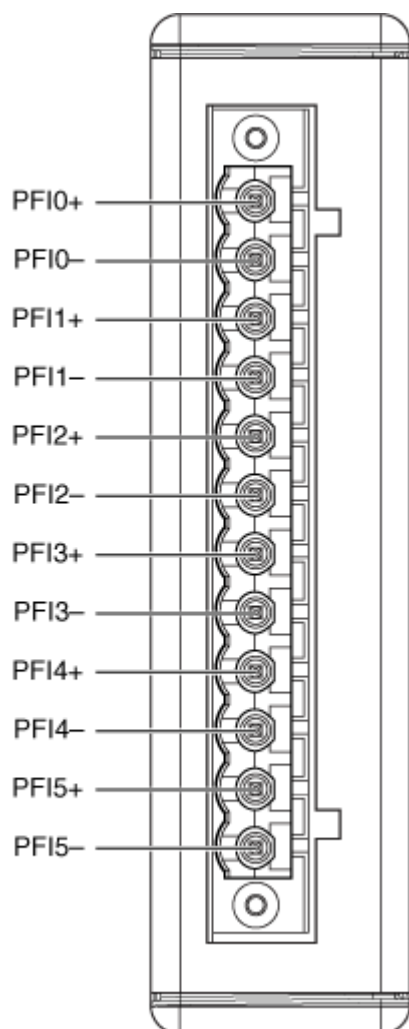 PFI0+
PFI0–
PFI1+
PFI1–
PFI2+
PFI2–
PFI3+
PFI3–
PFI4+
PFI4–
PFI5+
PFI5–